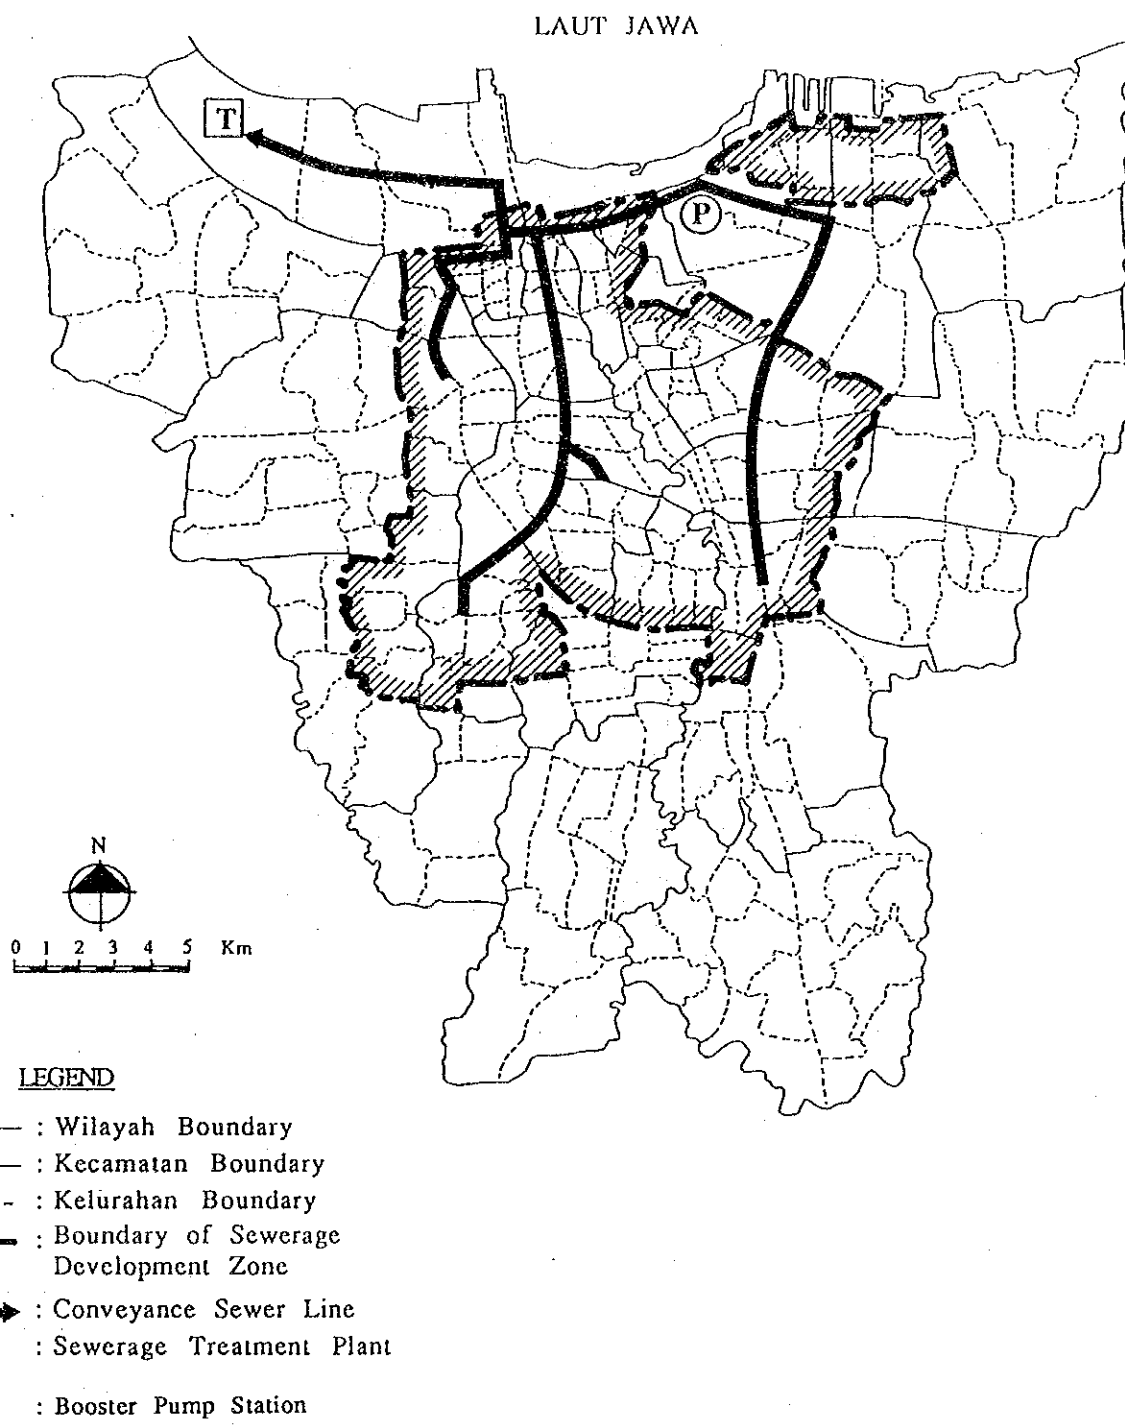 LAUT JAWA
T
P
N
0 1 2 3 4 5 Km
LEGEND
: Wilayah Boundary
: Kecamatan Boundary
: Kelurahan Boundary
: Boundary of Sewerage
Development Zone
: Conveyance Sewer Line
: Sewerage Treatment Plant
: Booster Pump Station